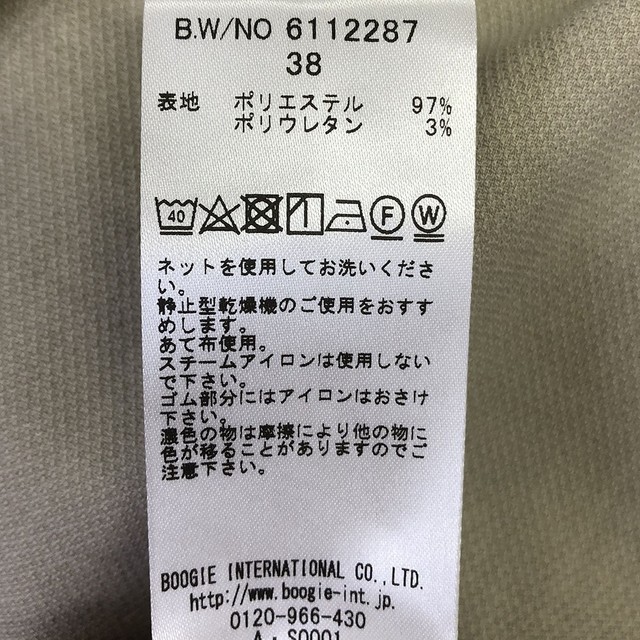 B.W/NO 6112287
38
表地 ポリエステル 97%
ポリウレタン 3%
40 F W
ネットを使用してお洗いくださ
い。
静止型乾燥機のご使用をおすす
めします。
あて布使用。
スチームアイロンは使用しない
で下さい。
ゴム部分にはアイロンはおさけ
下さい。
濃色の物は摩擦により他の物に
色が移ることがありますのでご
注意下さい。
BOOGIE INTERNATIONAL CO.,LTD.
http://www.boogie-int.jp/
0120-966-430
A - S0001